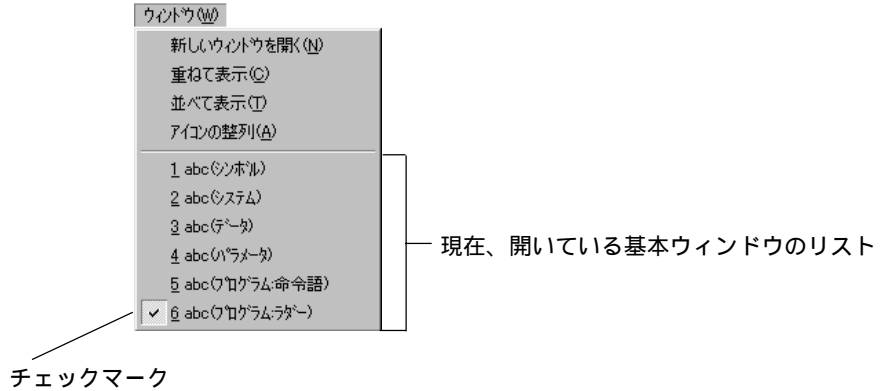 ｳｨﾝﾄﾞｳ(W)
新しいｳｨﾝﾄﾞｳを開く(N)
重ねて表示(C)
並べて表示(T)
ｱｲｺﾝの整列(A)
1 abc(ｼﾝﾎﾞﾙ)
2 abc(ｼｽﾃﾑ)
3 abc(ﾃﾞｰﾀ)
4 abc(ﾊﾟﾗﾒｰﾀ)
5 abc(ﾌﾟﾛｸﾞﾗﾑ:命令語)
6 abc(ﾌﾟﾛｸﾞﾗﾑ:ﾗﾀﾞｰ)
現在、開いている基本ウィンドウのリスト
チェックマーク